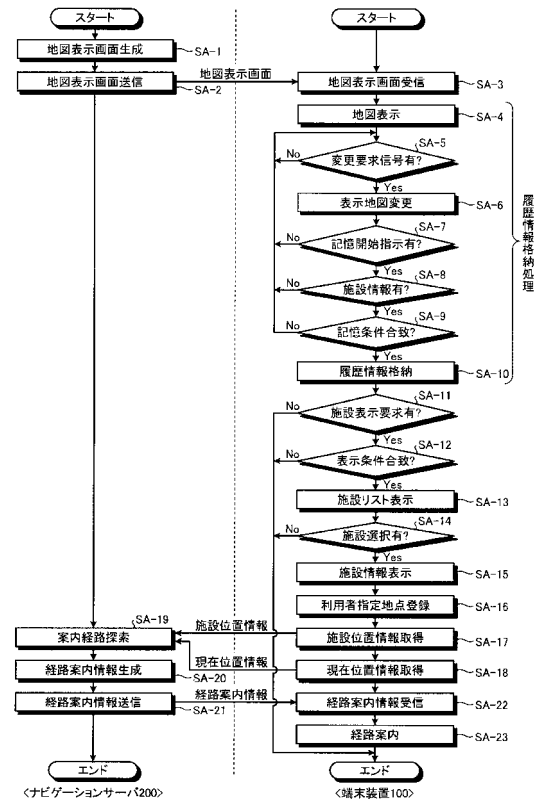 スタート
スタート
地図表示画面生成 SA-1
地図表示画面送信 SA-2
地図表示画面
地図表示画面受信 SA-3
地図表示 SA-4
変更要求信号有? SA-5
No
Yes
表示地図変更 SA-6
記憶開始指示有? SA-7
No
Yes
施設情報有? SA-8
No
Yes
記憶条件合致? SA-9
No
Yes
履歴情報格納 SA-10
履歴情報格納処理
施設表示要求有? SA-11
No
Yes
表示条件合致? SA-12
No
Yes
施設リスト表示 SA-13
施設選択有? SA-14
No
Yes
施設情報表示 SA-15
利用者指定地点登録 SA-16
案内経路探索 SA-19
施設位置情報
施設位置情報取得 SA-17
現在位置情報
現在位置情報取得 SA-18
経路案内情報生成 SA-20
経路案内情報送信 SA-21
経路案内情報
経路案内情報受信 SA-22
経路案内 SA-23
エンド
エンド
<ナビゲーションサーバ200>
<端末装置100>